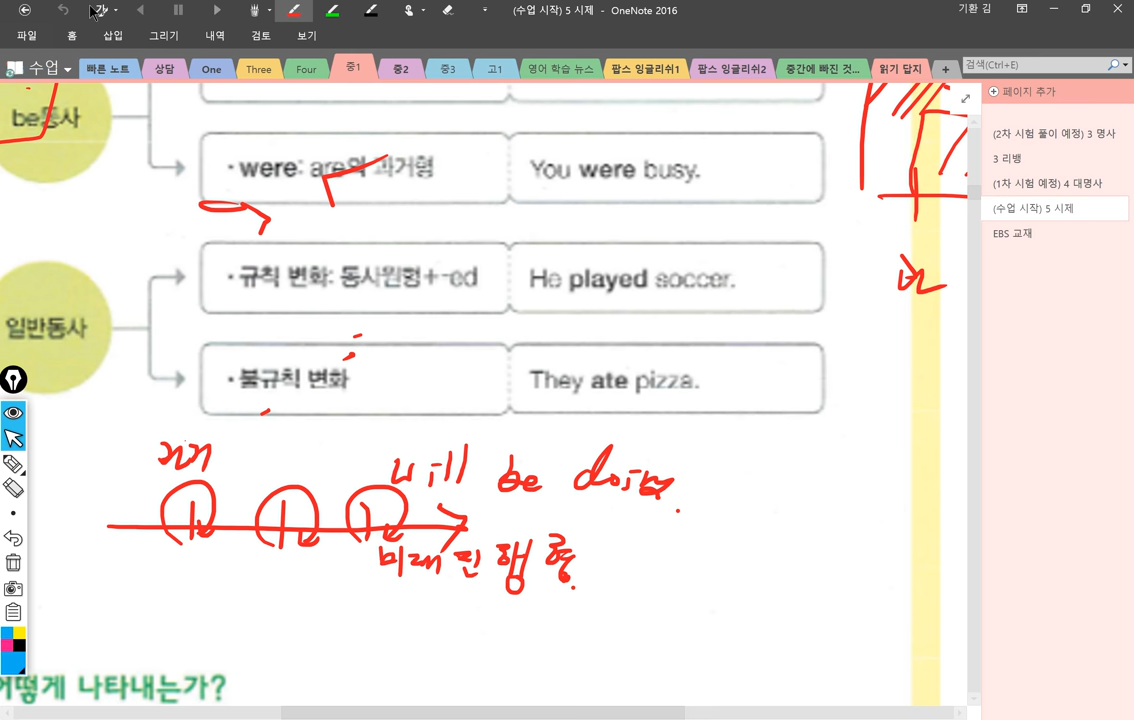 (수업 시작) 5 시제 - OneNote 2016
기환 김
파일 홈 삽입 그리기 내역 검토 보기
수업 빠른 노트 상담 One Three Four 중1 중2 중3 고1 영어 학습 뉴스 팝스 잉글리쉬1 팝스 잉글리쉬2 중간에 빠진 것... 읽기 답지 + 검색(Ctrl+E)
페이지 추가
(2차 시험 풀이 예정) 3 명사
3 리뱅
(1차 시험 예정) 4 대명사
(수업 시작) 5 시제
EBS 교재
be동사
· were: are의 과거형 You were busy.
일반동사
· 규칙 변화: 동사원형+-ed He played soccer.
· 불규칙 변화 They ate pizza.
과거
will be doing.
미래 진행 중.
어떻게 나타내는가?